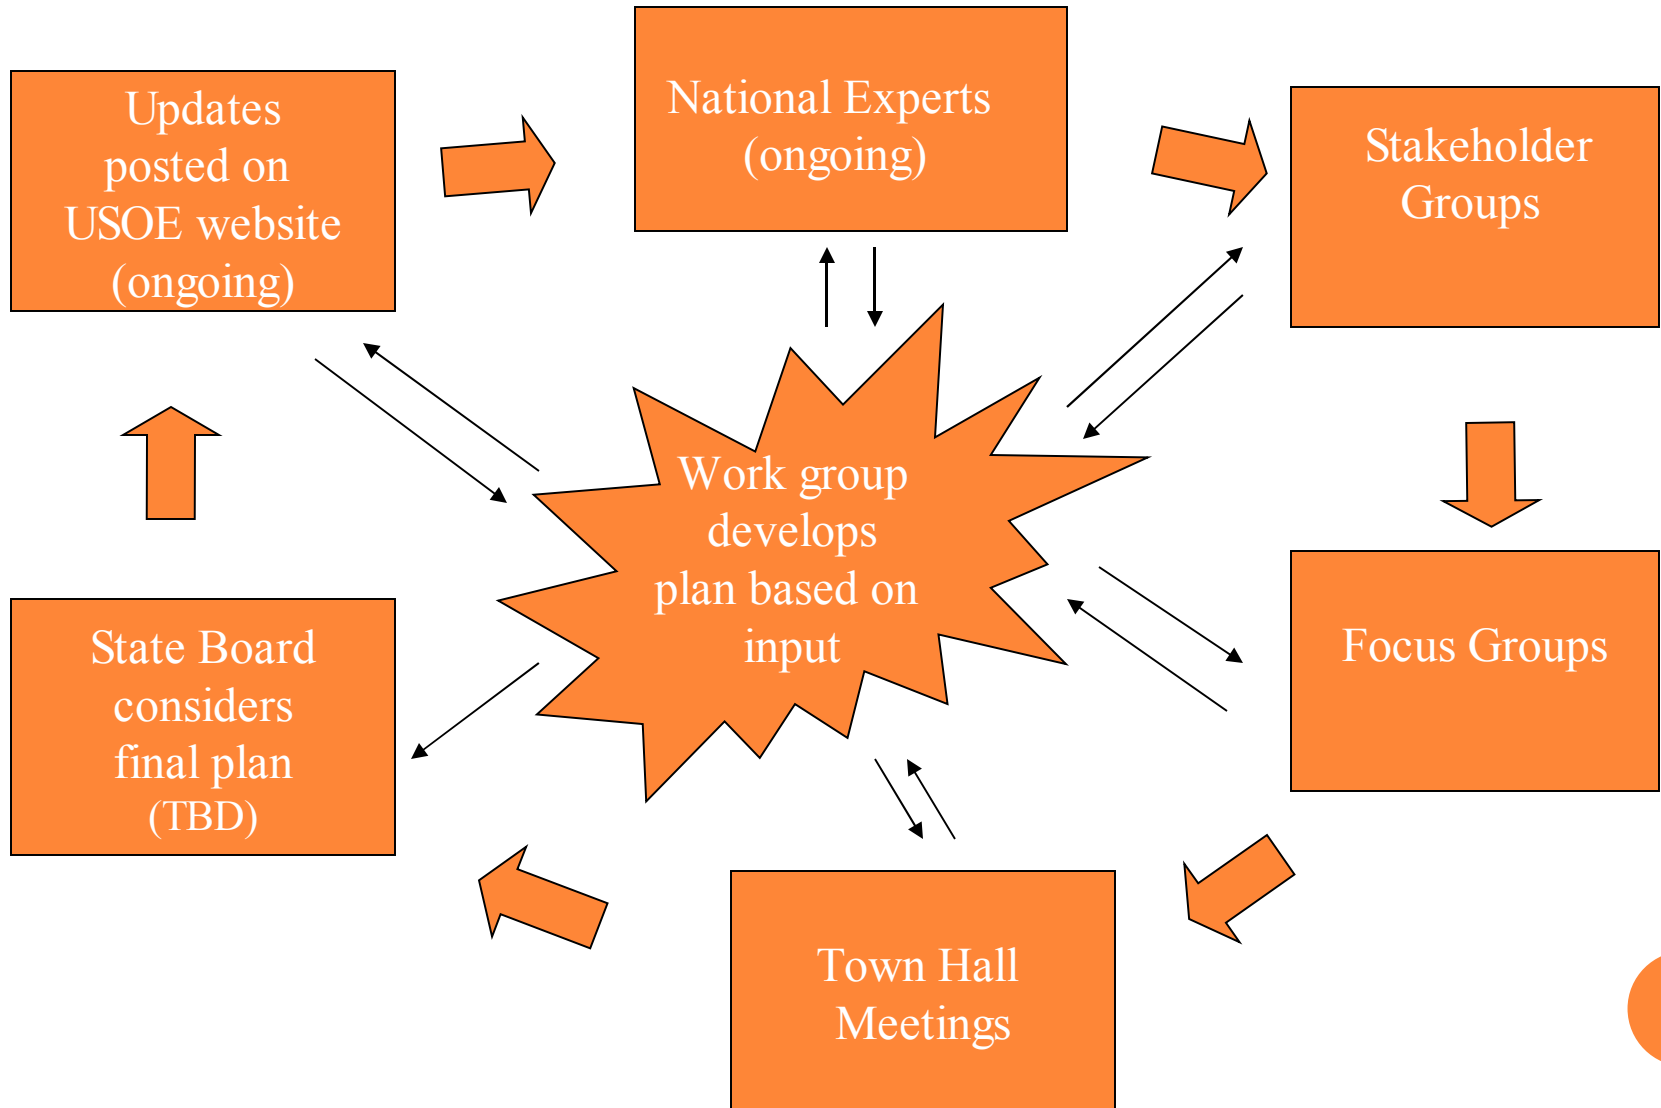 Updates
posted on
USOE website
(ongoing)
National Experts
(ongoing)
Stakeholder
Groups
Work group
develops
plan based on
input
State Board
considers
final plan
(TBD)
Focus Groups
Town Hall
Meetings